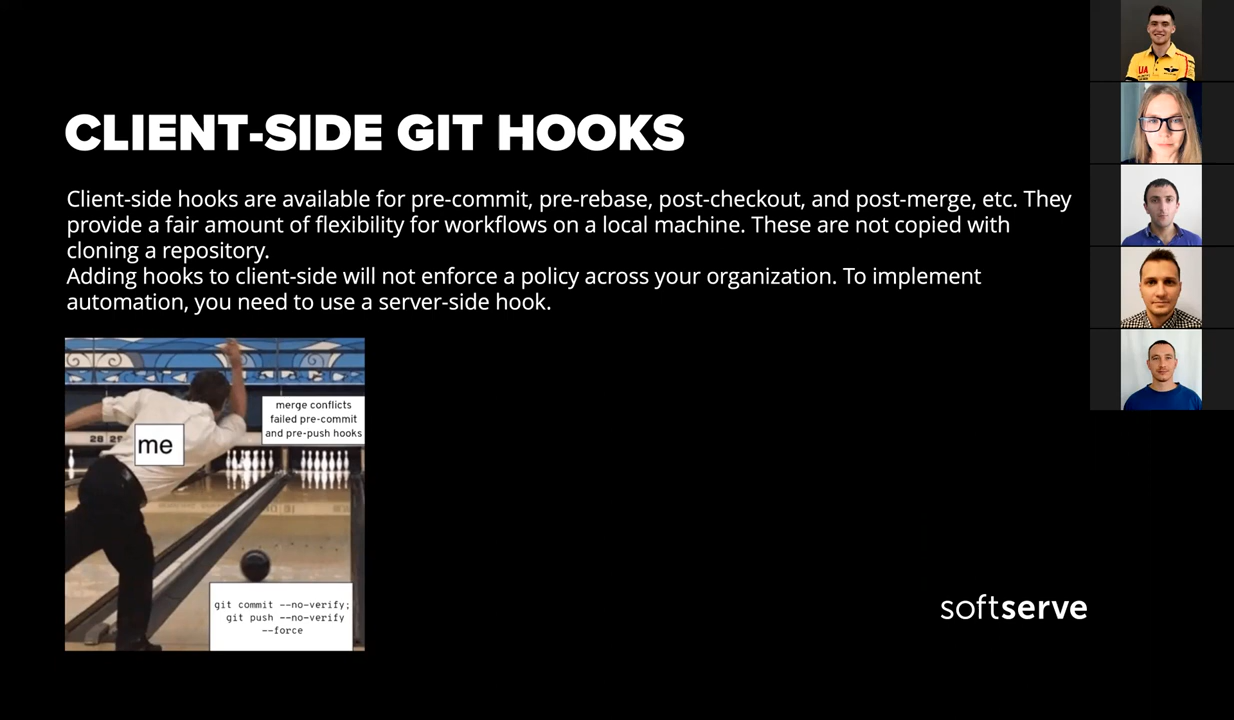 CLIENT-SIDE GIT HOOKS
Client-side hooks are available for pre-commit, pre-rebase, post-checkout, and post-merge, etc. They
provide a fair amount of flexibility for workflows on a local machine. These are not copied with
cloning a repository.
Adding hooks to client-side will not enforce a policy across your organization. To implement
automation, you need to use a server-side hook.
merge conflicts
failed pre-commit
and pre-push hooks
28
me
git commit --no-verify;
git push --no-verify
--force
softserve
UA